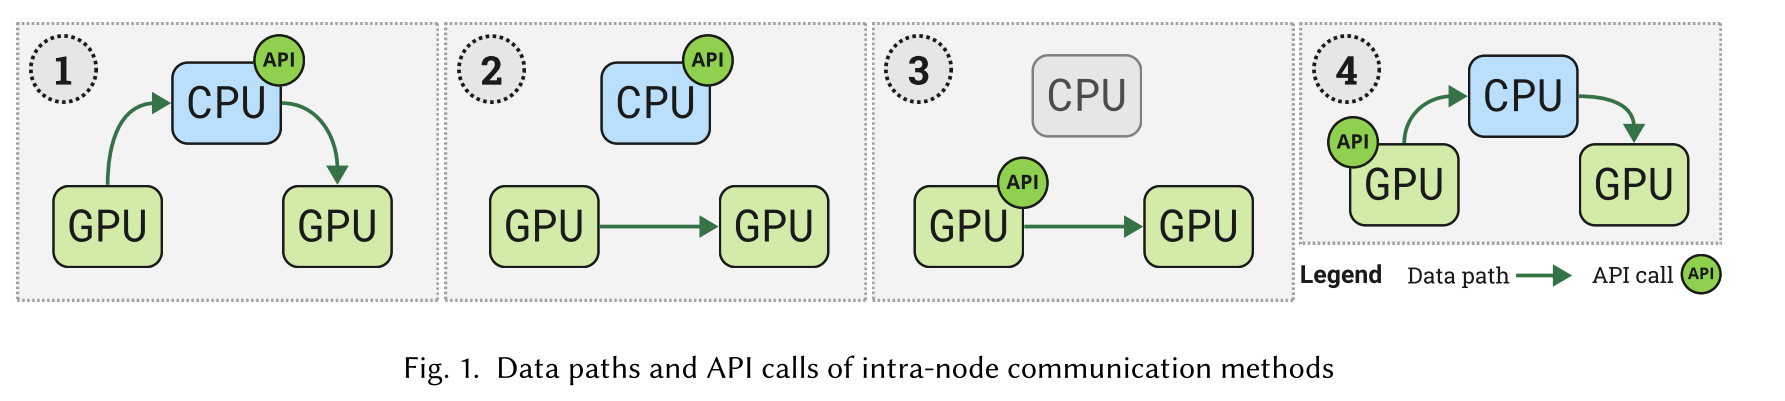 1
API
CPU
GPU
GPU
2
API
CPU
GPU
GPU
3
CPU
API
GPU
GPU
4
CPU
API
GPU
GPU
Legend Data path API call API
Fig. 1. Data paths and API calls of intra-node communication methods